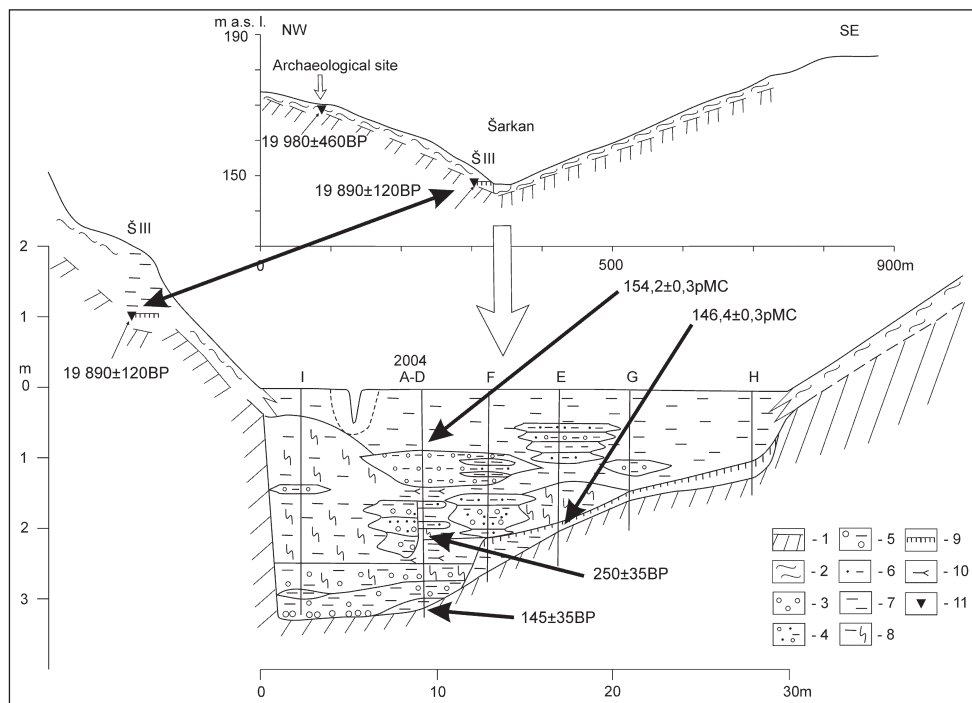 m a.s. l.
190
NW
SE
Archaeological site
19 980±460BP
Šarkan
Š III
150
19 890±120BP
0
500
900m
Š III
2
1
m
0
1
2
3
19 890±120BP
154,2±0,3pMC
146,4±0,3pMC
2004
I
A-D
F
E
G
H
250±35BP
145±35BP
- 1
- 5
- 9
- 2
- 6
- 10
- 3
- 7
- 11
- 4
- 8
0
10
20
30m